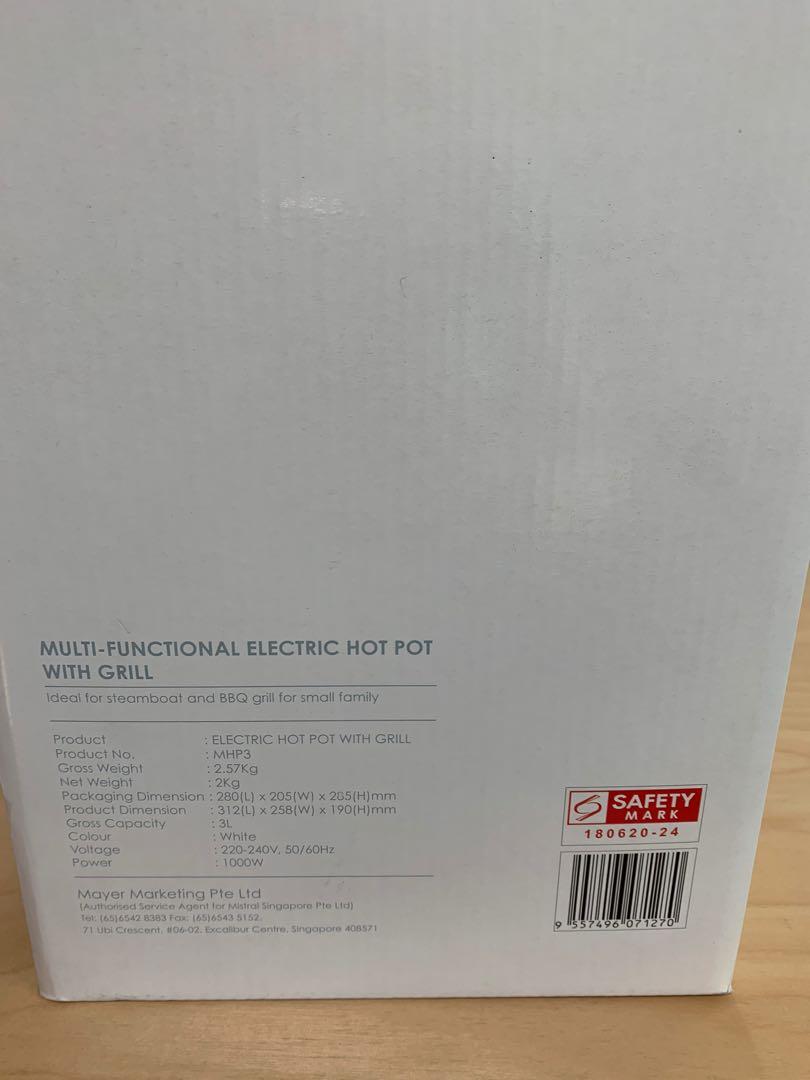 MULTI-FUNCTIONAL ELECTRIC HOT POT
WITH GRILL
Ideal for steamboat and BBQ grill for small family
Product : ELECTRIC HOT POT WITH GRILL
Product No. : MHP3
Gross Weight : 2.57Kg
Net Weight : 2Kg
Packaging Dimension : 280(L) x 205(W) x 285(H)mm
Product Dimension : 312(L) x 258(W) x 190(H)mm
Gross Capacity : 3L
Colour : White
Voltage : 220-240V, 50/60Hz
Power : 1000W
Mayer Marketing Pte Ltd
(Authorised Service Agent for Mistral Singapore Pte Ltd)
Tel: (65)6542 8383 Fax: (65)6543 5152.
71 Ubi Crescent, #06-02, Excalibur Centre, Singapore 408571
SAFETY
MARK
180620-24
9 557496 071270